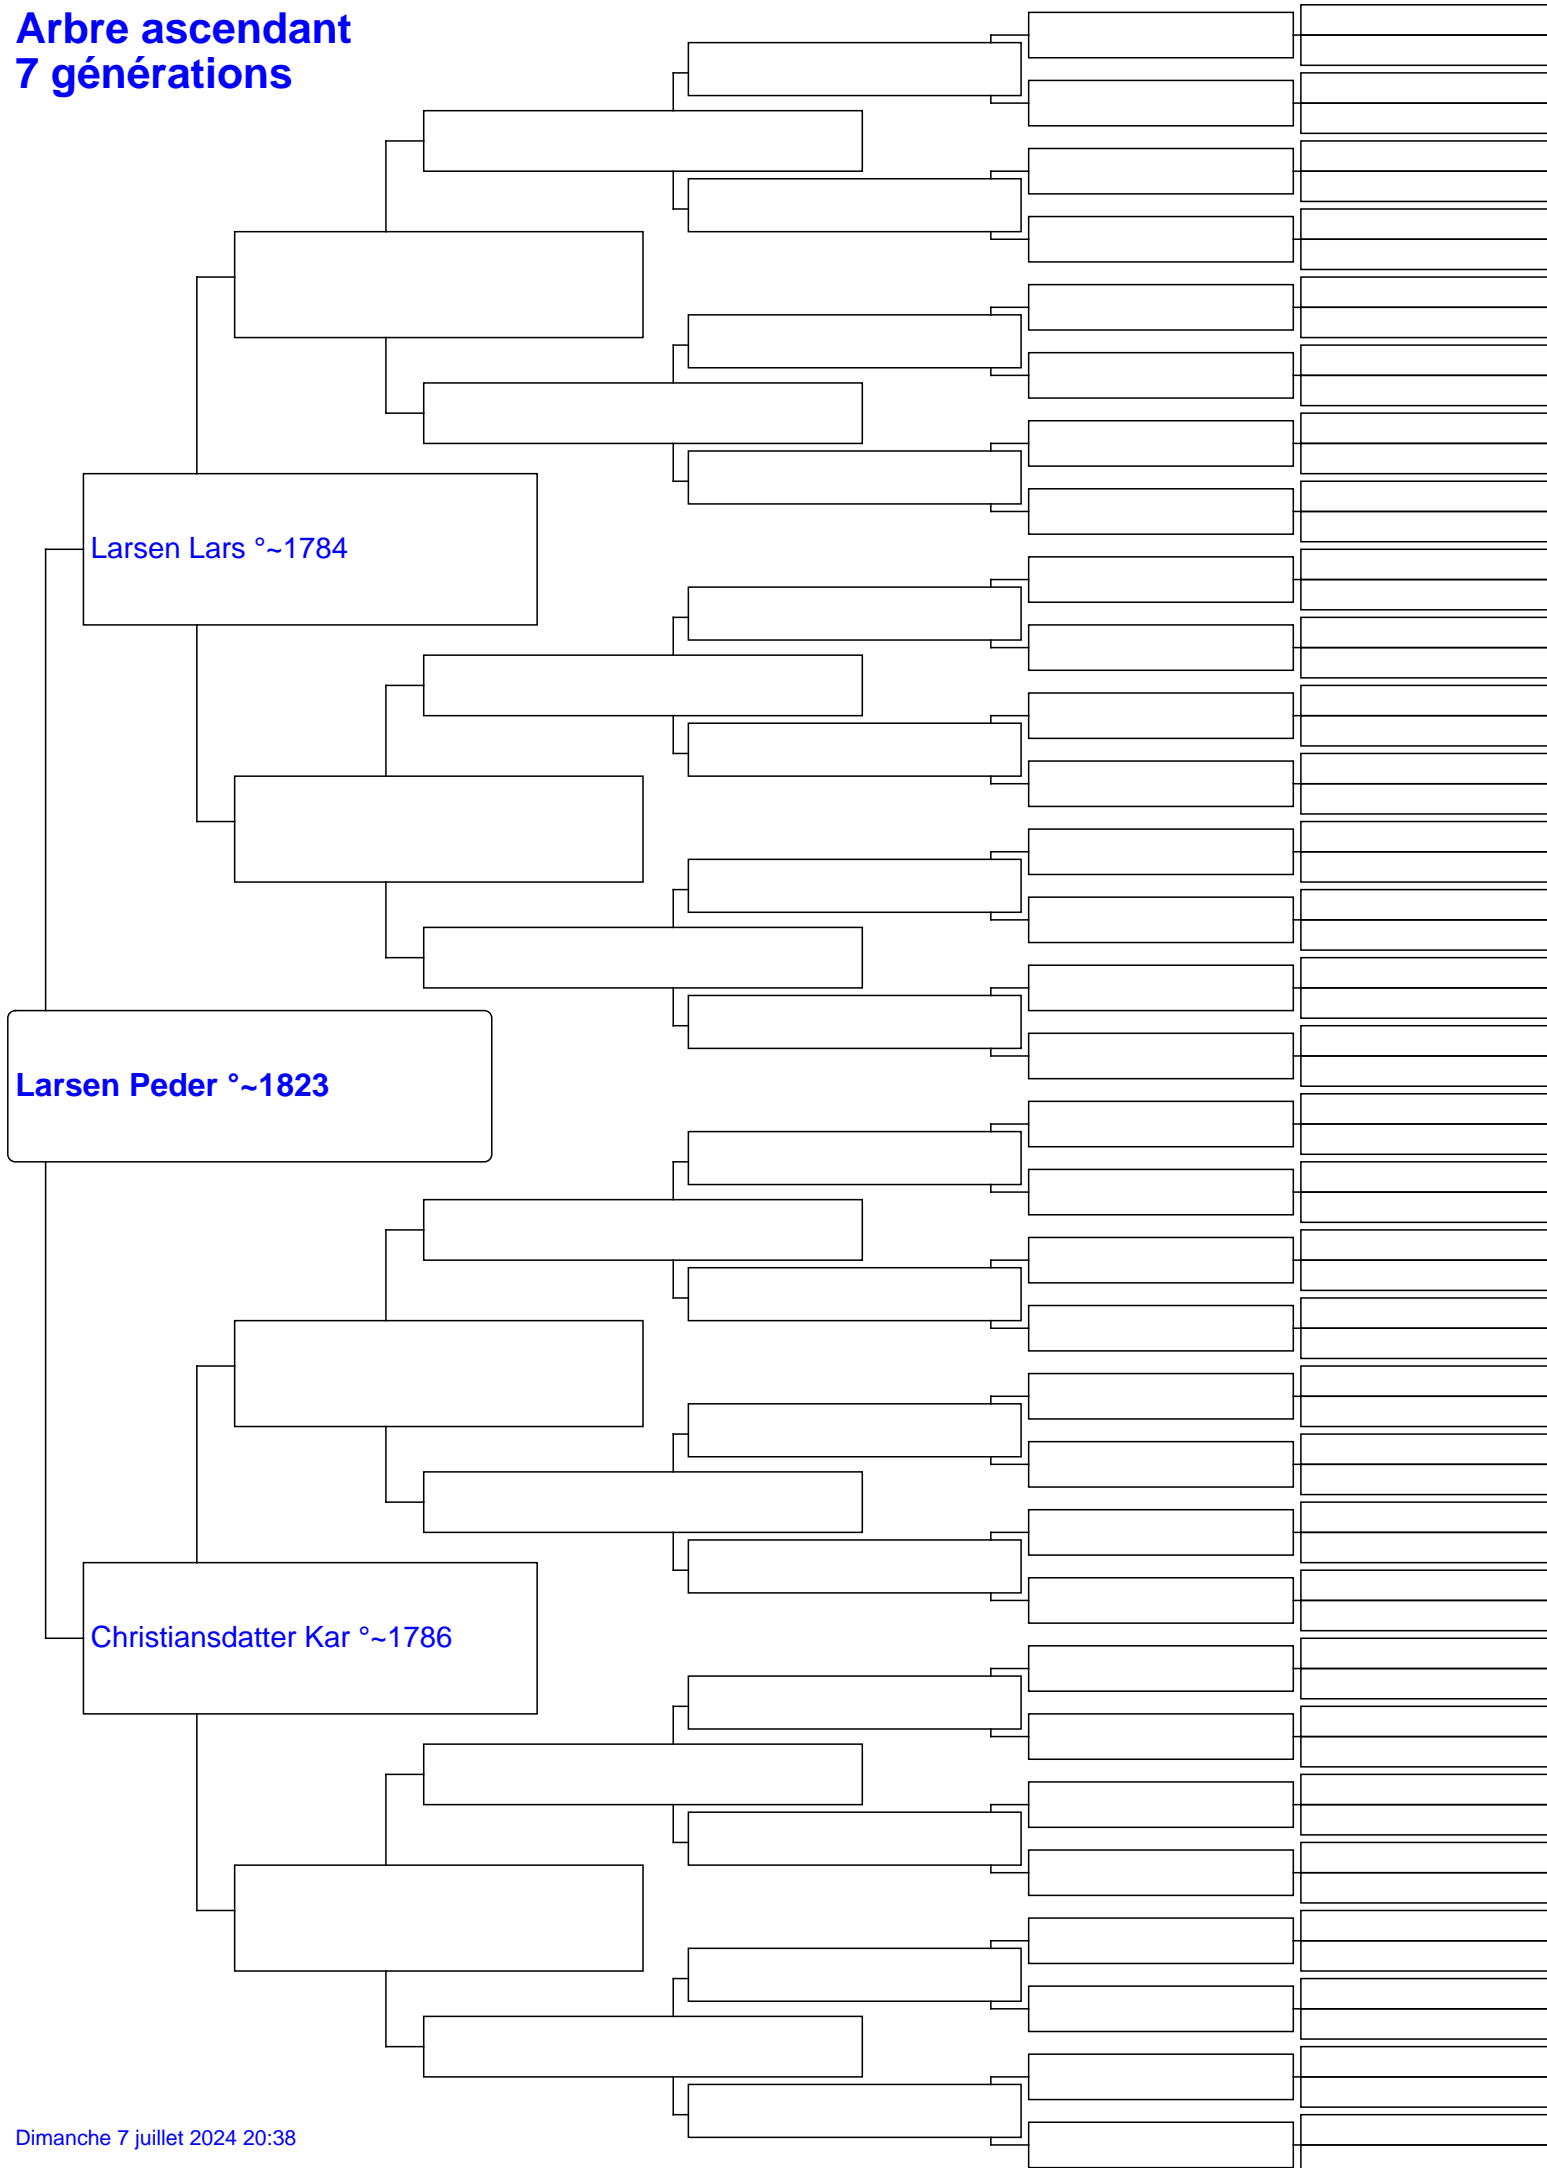 Arbre ascendant
7 générations
Larsen Lars °~1784
Larsen Peder °~1823
Christiansdatter Kar °~1786
Dimanche 7 juillet 2024 20:38